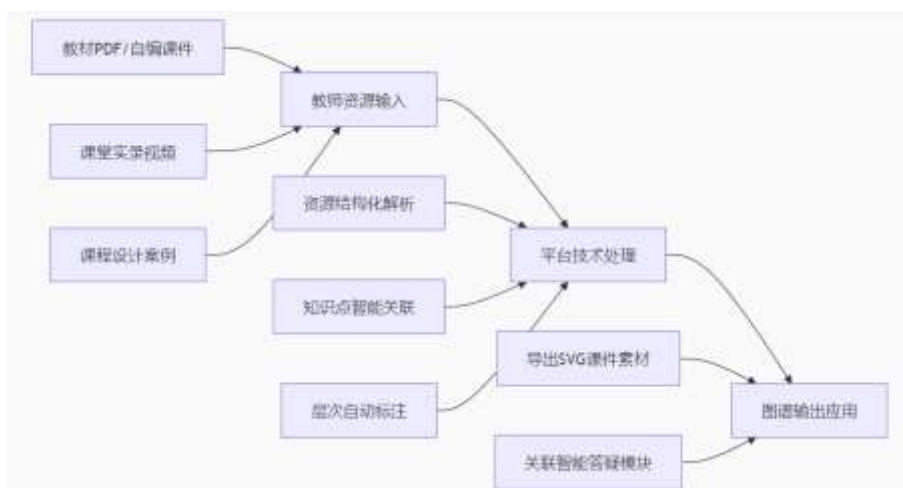 教材PDF/自编课件
教师资源输入
课堂实录视频
资源结构化解析
课程设计案例
平台技术处理
知识点智能关联
导出SVG课件素材
层次自动标注
图谱输出应用
关联智能答疑模块